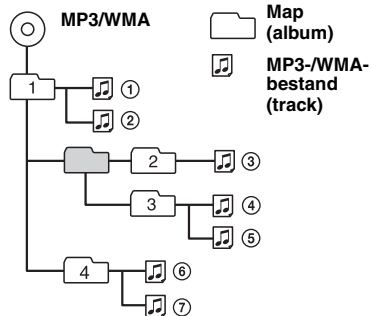 MP3/WMA
Map
(album)
MP3-/WMA-
bestand
(track)
1
①
②
2
③
3
④
⑤
4
⑥
⑦